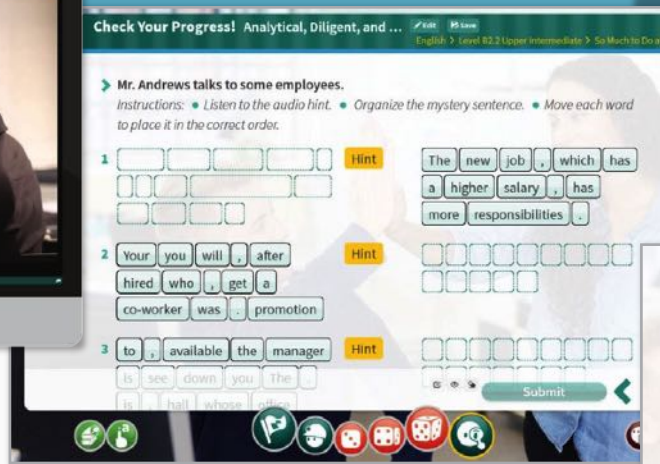 Check Your Progress! Analytical, Diligent, and ...
Edit Save
English > Level B2.2 Upper Intermediate > So Much to Do a
Mr. Andrews talks to some employees.
Instructions: • Listen to the audio hint. • Organize the mystery sentence. • Move each word
to place it in the correct order.
1 Hint The new job , which has
a higher salary , has
more responsibilities .
2 Your you will , after Hint
hired who , get a
co-worker was . promotion
3 to , available the manager Hint
is see down you The .
is , hall whose office
Submit